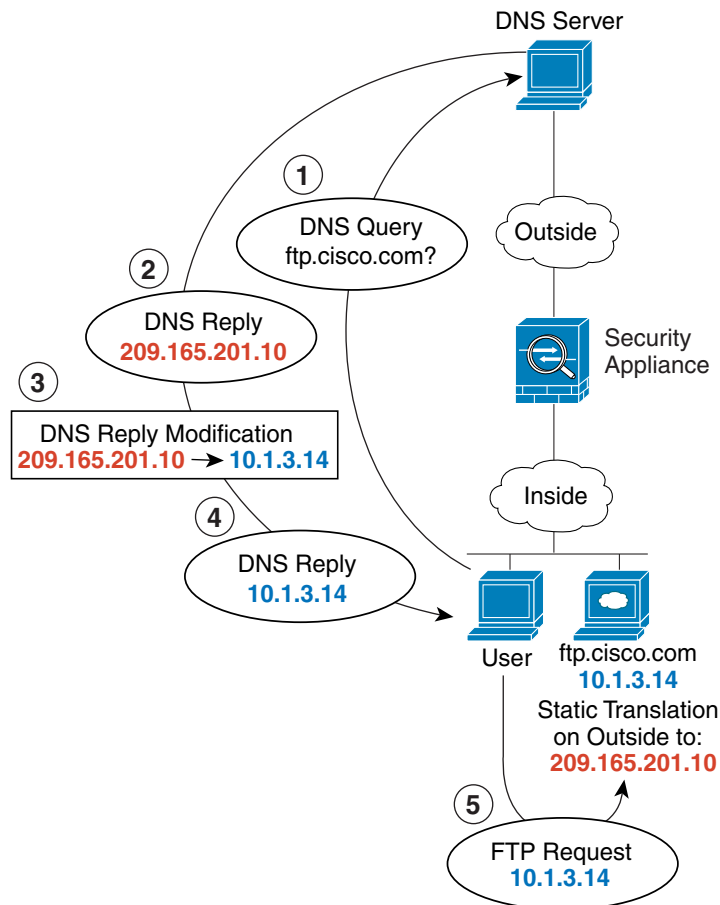 DNS Server
1
DNS Query
ftp.cisco.com?
Outside
2
DNS Reply
209.165.201.10
Security
Appliance
3
DNS Reply Modification
209.165.201.10 → 10.1.3.14
Inside
4
DNS Reply
10.1.3.14
User
ftp.cisco.com
10.1.3.14
Static Translation
on Outside to:
209.165.201.10
5
FTP Request
10.1.3.14